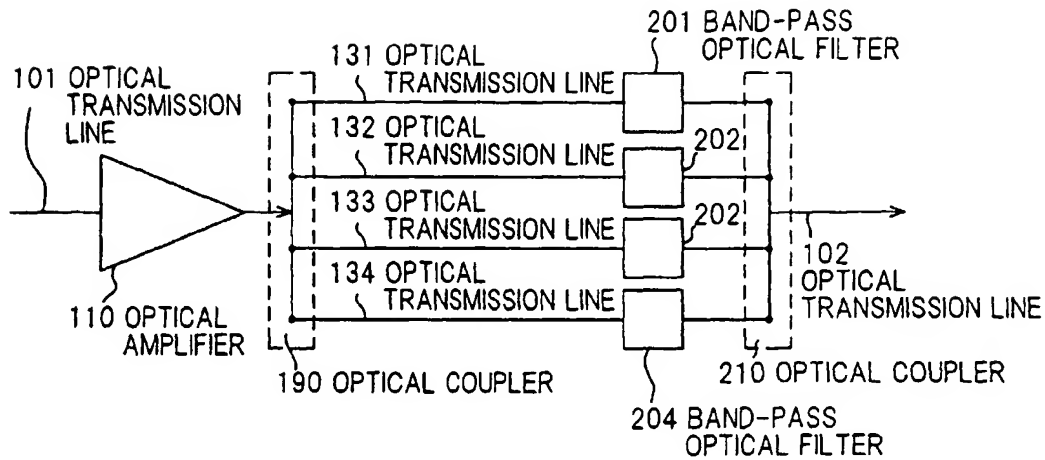 201 BAND-PASS
OPTICAL FILTER
131 OPTICAL
TRANSMISSION LINE
101 OPTICAL
TRANSMISSION
LINE
132 OPTICAL
TRANSMISSION LINE
202
133 OPTICAL
TRANSMISSION LINE
202
134 OPTICAL
TRANSMISSION LINE
102
OPTICAL
TRANSMISSION LINE
110 OPTICAL
AMPLIFIER
190 OPTICAL COUPLER
210 OPTICAL COUPLER
204 BAND-PASS
OPTICAL FILTER